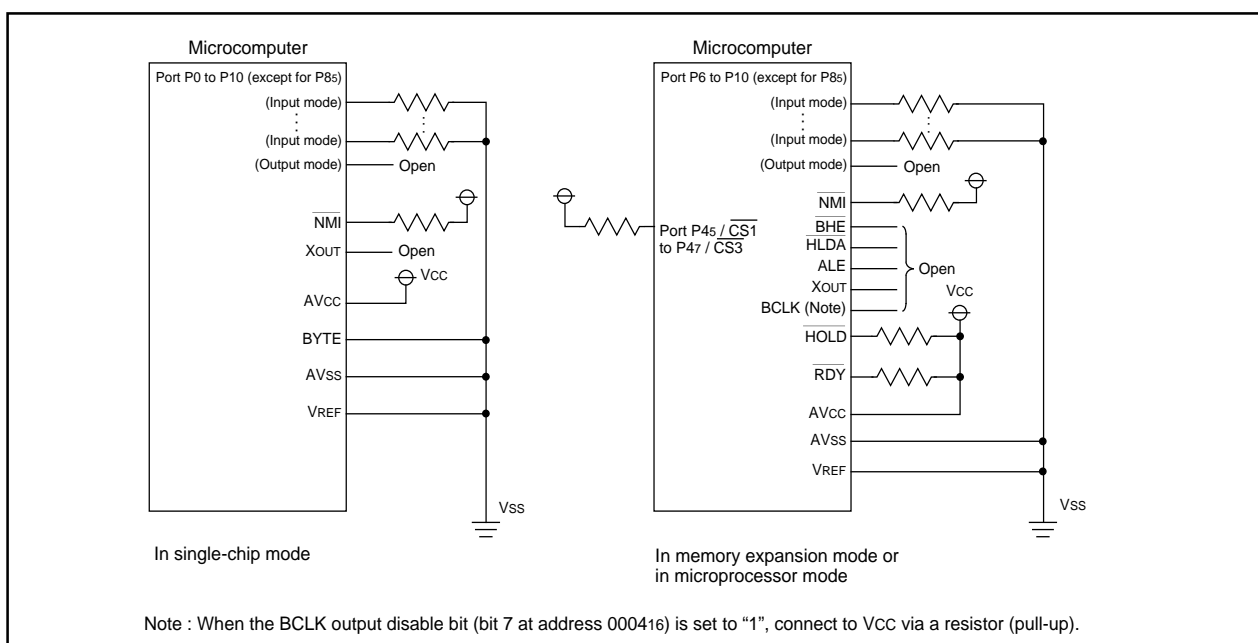 Microcomputer
Port P0 to P10 (except for P85)
(Input mode)
(Input mode)
(Output mode)
Open
NMI
XOUT
Open
VCC
AVCC
BYTE
AVSS
VREF
VSS
In single-chip mode
Microcomputer
Port P6 to P10 (except for P85)
(Input mode)
(Input mode)
(Output mode)
Open
NMI
Port P45 / CS1
to P47 / CS3
BHE
HLDA
ALE
XOUT
BCLK (Note)
Open
VCC
HOLD
RDY
AVCC
AVSS
VREF
VSS
In memory expansion mode or
in microprocessor mode
Note : When the BCLK output disable bit (bit 7 at address 000416) is set to “1”, connect to VCC via a resistor (pull-up).